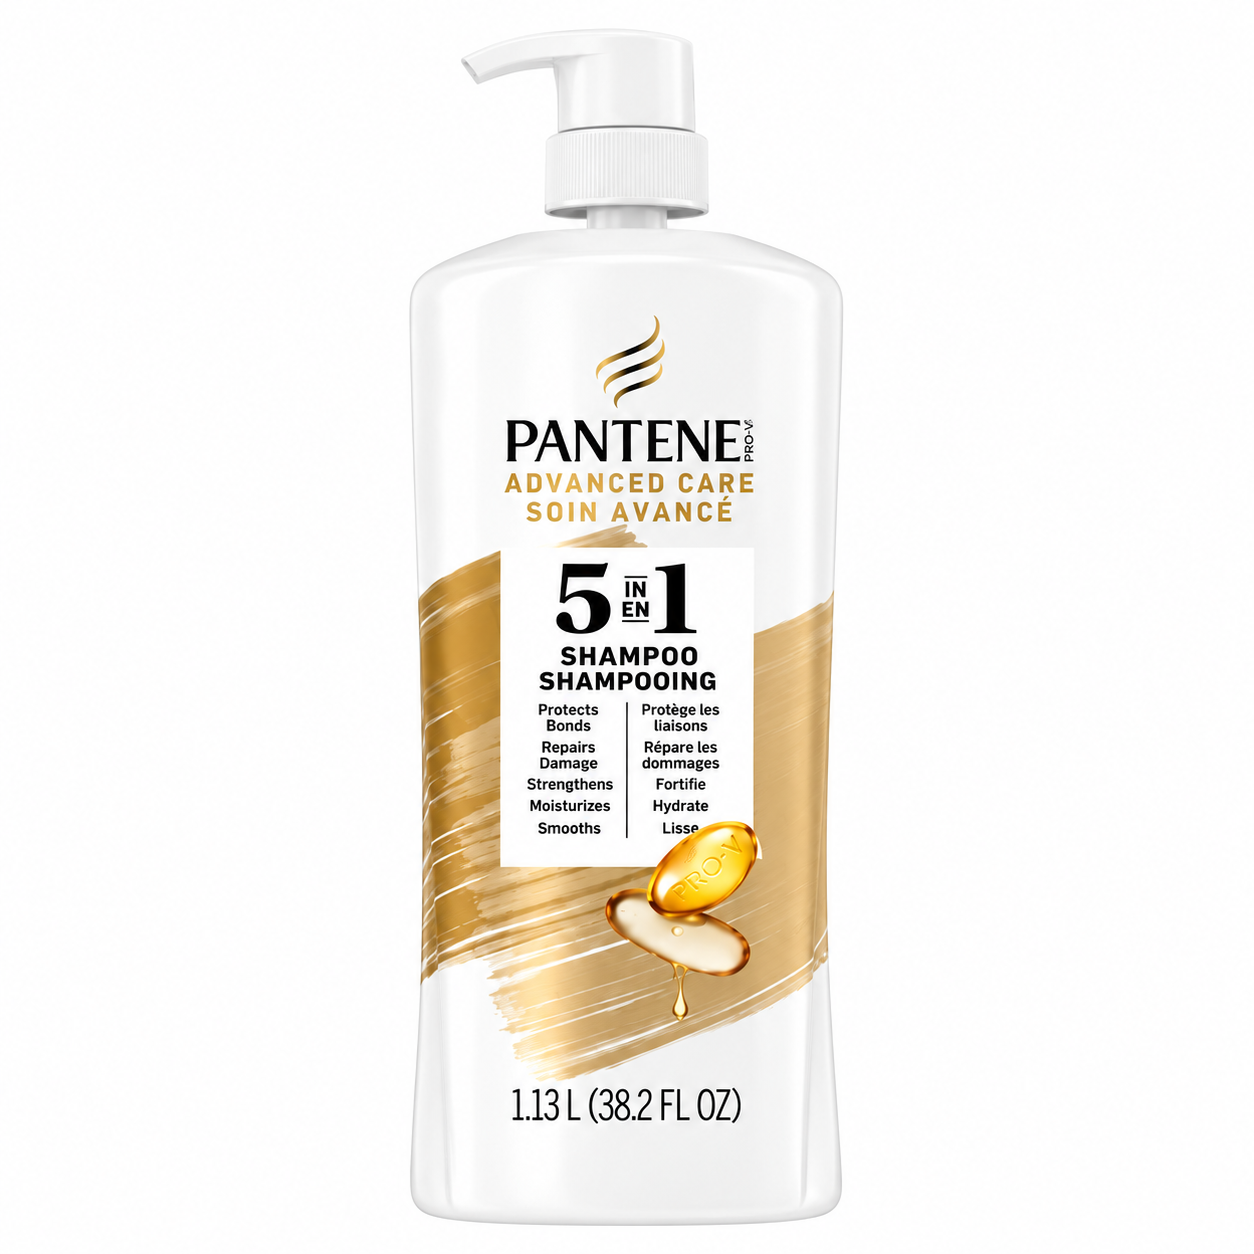 PANTENE
PRO-V
ADVANCED CARE
SOIN AVANCÉ
5 IN EN 1
SHAMPOO
SHAMPOOING
Protects
Bonds
Repairs
Damage
Strengthens
Moisturizes
Smooths
Protège les
liaisons
Répare les
dommages
Fortifie
Hydrate
Lisse
PRO-V
1.13 L (38.2 FL OZ)